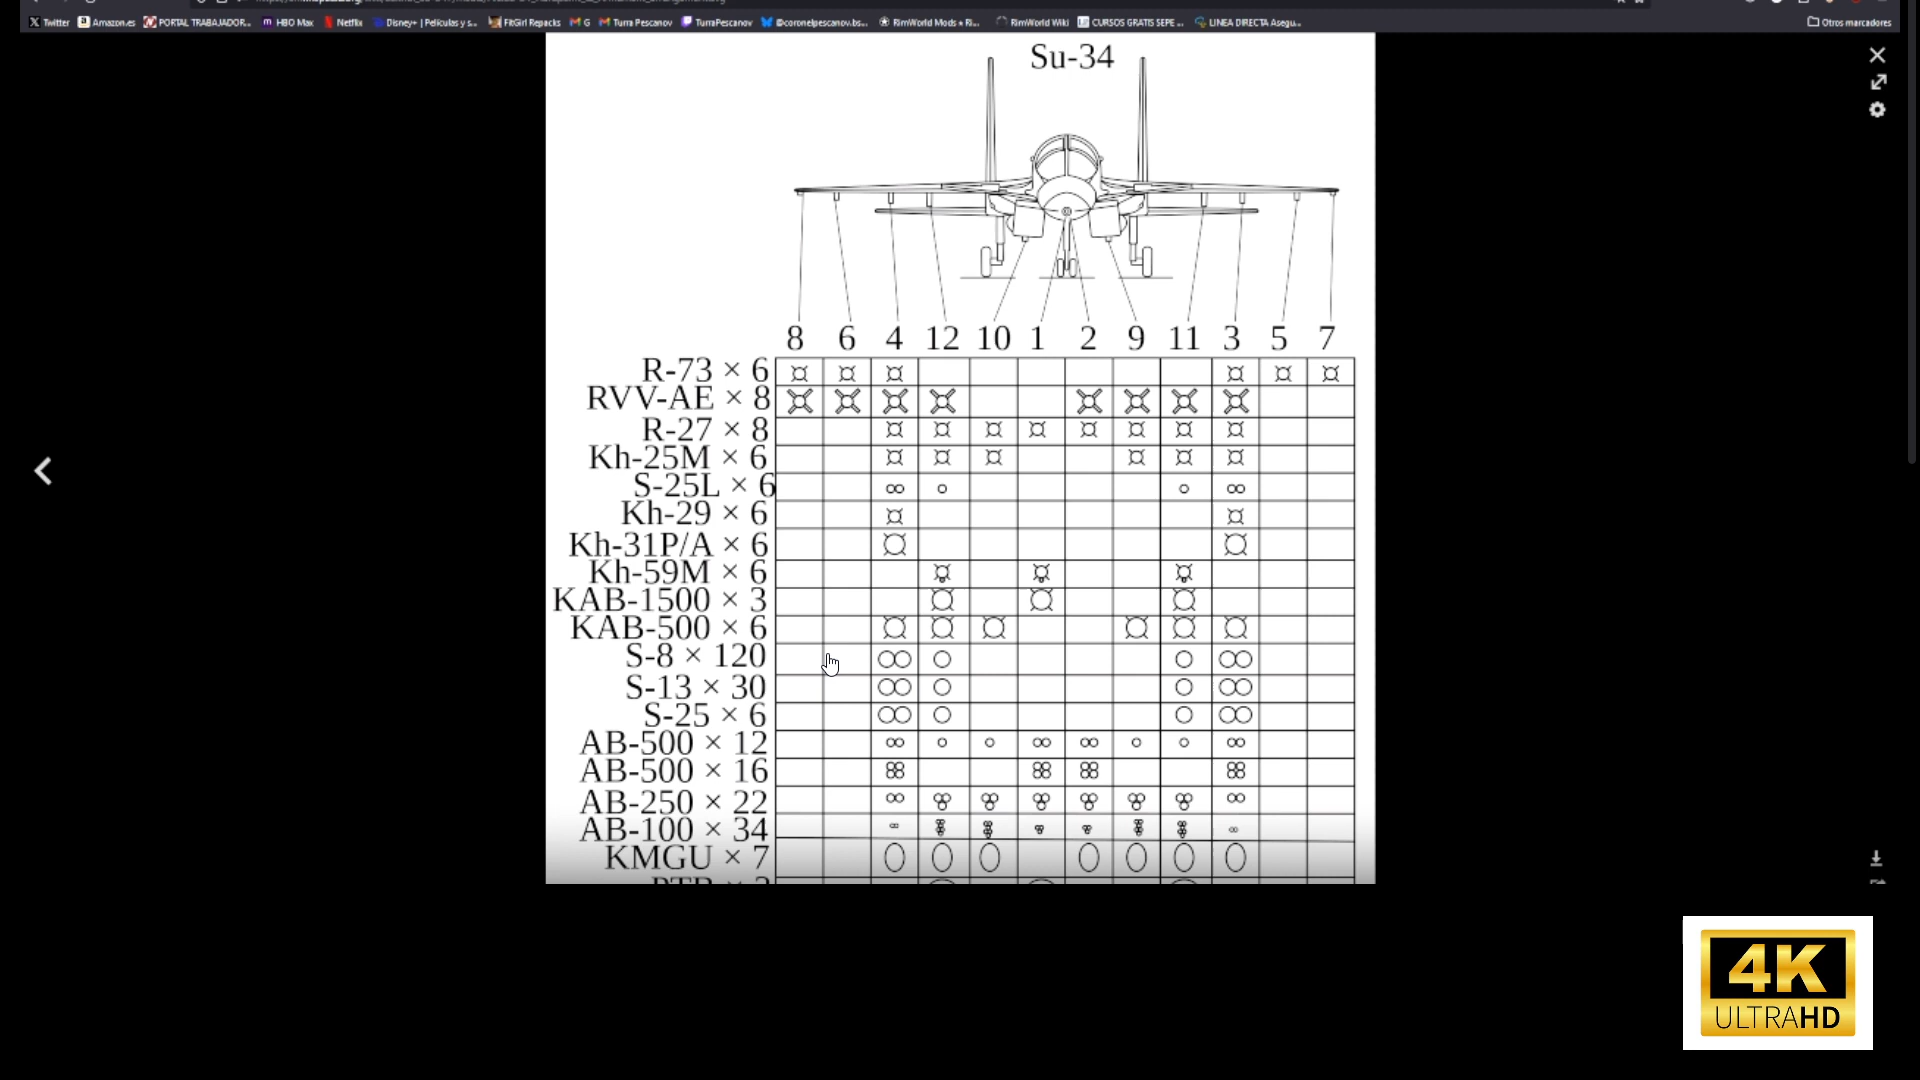 Twitter Amazon.es PORTAL TRABAJADOR... HBO Max Netflix Disney+ | Películas y s... FitGirl Repacks G Turra Pescanov TurraPescanov @coronelpescanov.bs... RimWorld Mods • Ri... RimWorld Wiki CURSOS GRATIS SEPE ... LINEA DIRECTA Asegu... Otros marcadores
Su-34
8 6 4 12 10 1 2 9 11 3 5 7
R-73 × 6
RVV-AE × 8
R-27 × 8
Kh-25M × 6
S-25L × 6
Kh-29 × 6
Kh-31P/A × 6
Kh-59M × 6
KAB-1500 × 3
KAB-500 × 6
S-8 × 120
S-13 × 30
S-25 × 6
AB-500 × 12
AB-500 × 16
AB-250 × 22
AB-100 × 34
KMGU × 7
4K
ULTRAHD